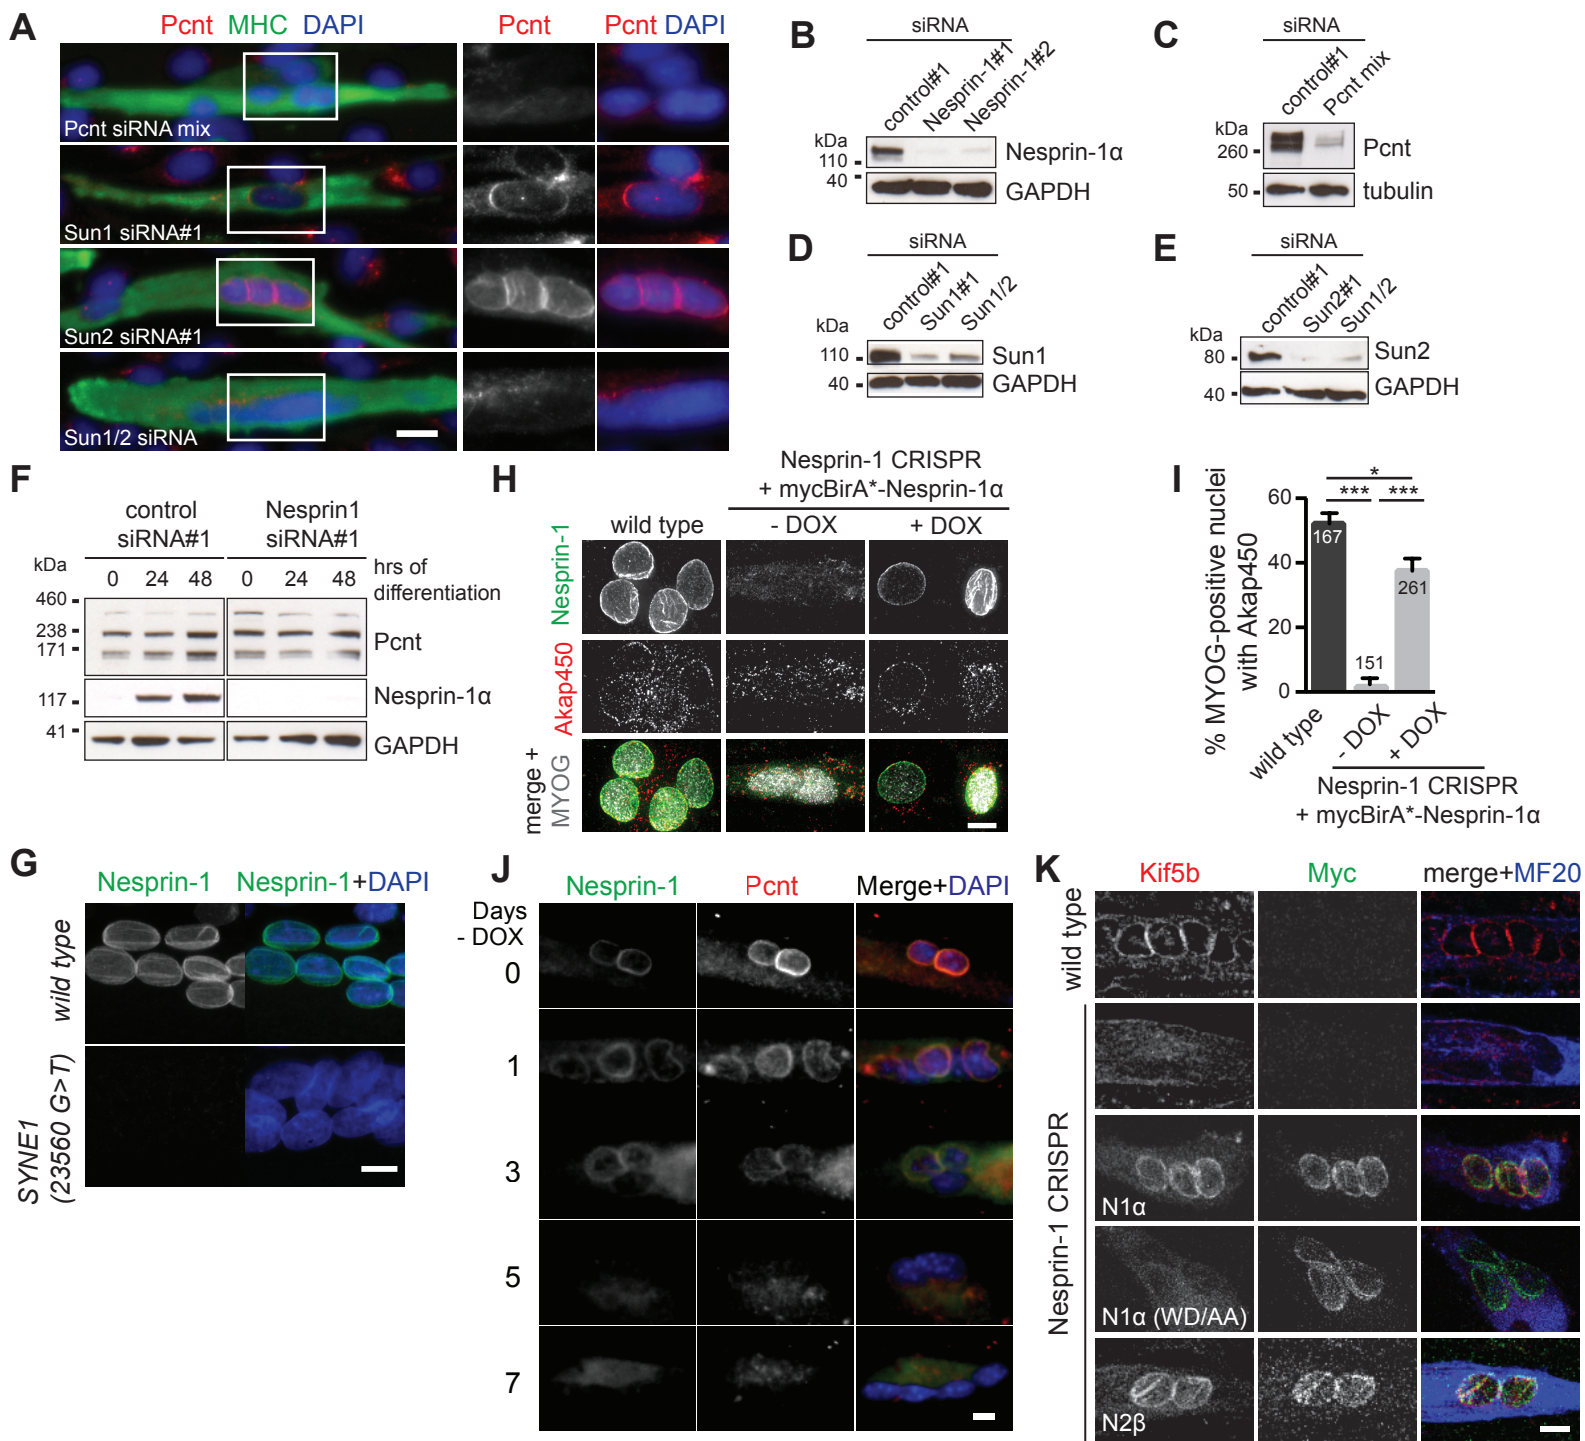 A
Pcnt MHC DAPI
Pcnt
Pcnt DAPI
Pcnt siRNA mix
Sun1 siRNA#1
Sun2 siRNA#1
Sun1/2 siRNA
B
siRNA
control#1
Nesprin-1#1
Nesprin-1#2
kDa
110
40
Nesprin-1α
GAPDH
C
siRNA
control#1
Pcnt mix
kDa
260
50
Pcnt
tubulin
D
siRNA
control#1
Sun1#1
Sun1/2
kDa
110
40
Sun1
GAPDH
E
siRNA
control#1
Sun2#1
Sun1/2
kDa
80
40
Sun2
GAPDH
F
control
siRNA#1
Nesprin1
siRNA#1
kDa
0 24 48
0 24 48
hrs of
differentiation
460
238
171
117
41
Pcnt
Nesprin-1α
GAPDH
G
Nesprin-1
Nesprin-1+DAPI
wild type
SYNE1
(23560 G>T)
H
Nesprin-1 CRISPR
+ mycBirA*-Nesprin-1α
wild type
- DOX
+ DOX
Nesprin-1
Akap450
merge +
MYOG
I
% MYOG-positive nuclei
with Akap450
60
40
20
0
*
***
***
167
151
261
wild type
- DOX
+ DOX
Nesprin-1 CRISPR
+ mycBirA*-Nesprin-1α
J
Nesprin-1
Pcnt
Merge+DAPI
Days
- DOX
0
1
3
5
7
K
Kif5b
Myc
merge+MF20
wild type
Nesprin-1 CRISPR
N1α
N1α (WD/AA)
N2β